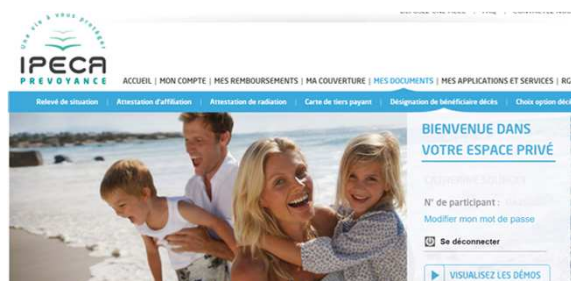 Une vie à vous protéger
IPECA
PREVOYANCE
ACCUEIL | MON COMPTE | MES REMBOURSEMENTS | MA COUVERTURE | MES DOCUMENTS | MES APPLICATIONS ET SERVICES |
Relevé de situation | Attestation d'affiliation | Attestation de radiation | Carte de tiers payant | Désignation de bénéficiaire décès | Choix option
BIENVENUE DANS
VOTRE ESPACE PRIVÉ
N° de participant :
Modifier mon mot de passe
Se déconnecter
VISUALISEZ LES DÉMOS